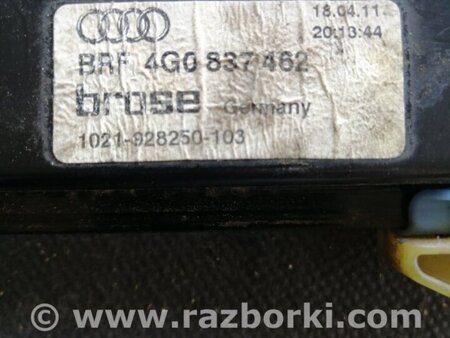 18.04.11
20:13:44
BRF 4G0 837 462
brose Germany
1021-928250-103
© www.razborki.com